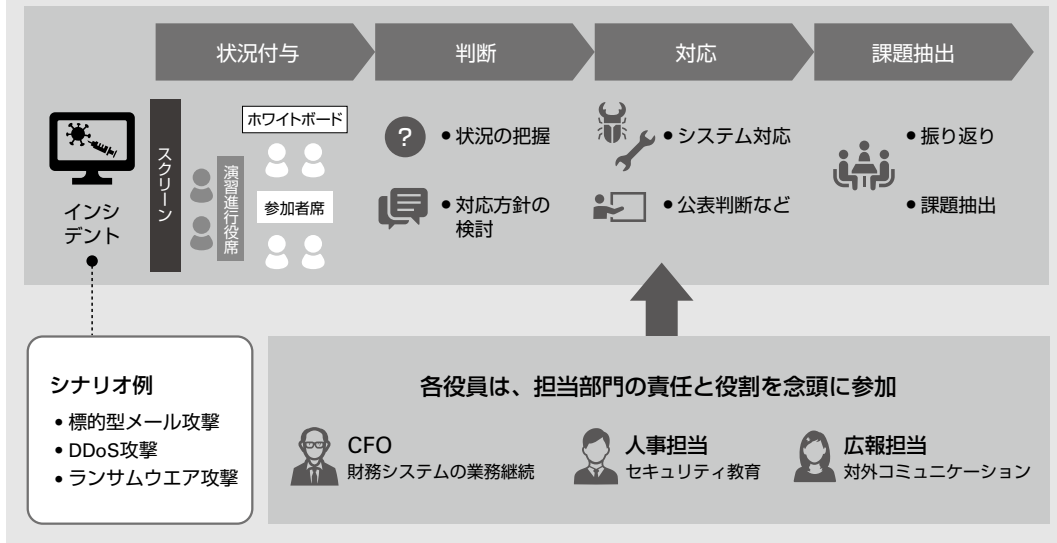 状況付与
判断
対応
課題抽出
インシ
デント
スクリーン
演習進行役席
ホワイトボード
参加者席
?
•状況の把握
•対応方針の
検討
•システム対応
•公表判断など
•振り返り
•課題抽出
シナリオ例
•標的型メール攻撃
•DDoS攻撃
•ランサムウエア攻撃
各役員は、担当部門の責任と役割を念頭に参加
CFO
財務システムの業務継続
人事担当
セキュリティ教育
広報担当
対外コミュニケーション